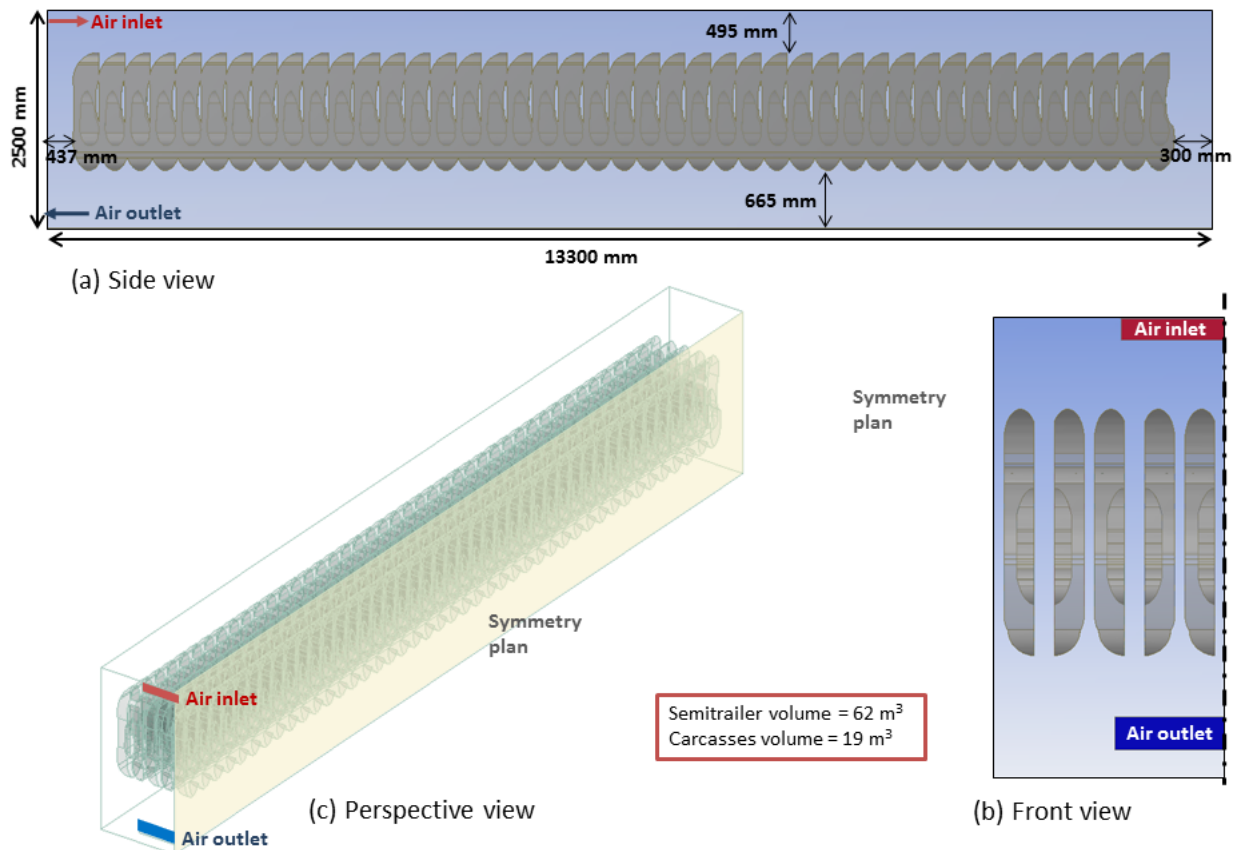 Air inlet
495 mm
2500 mm
437 mm
300 mm
665 mm
Air outlet
13300 mm
(a) Side view
Air inlet
Symmetry
plan
Symmetry
plan
Air inlet
Semitrailer volume = 62 m³
Carcasses volume = 19 m³
Air outlet
(c) Perspective view
(b) Front view
Air outlet